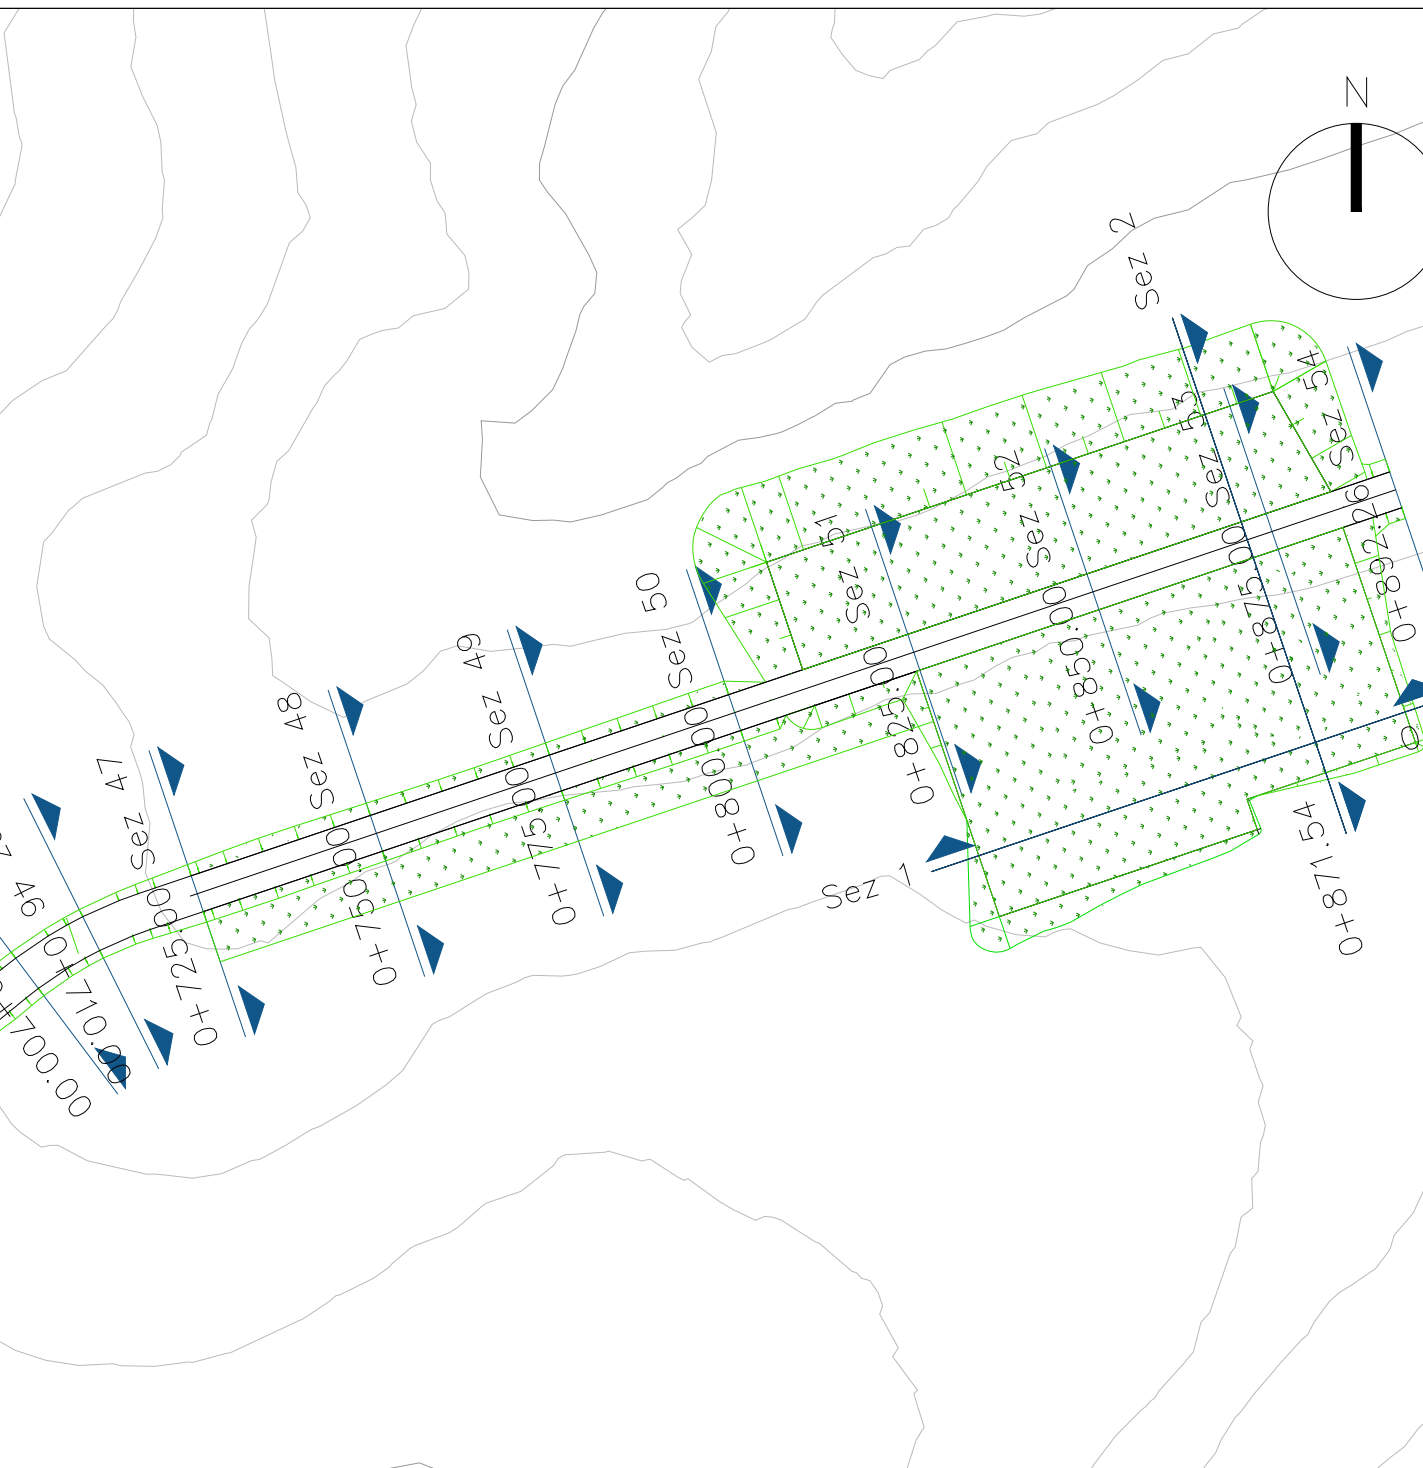 N
Sez 2
Sez 54
Sez 53
Sez 52
Sez 51
Sez 50
Sez 49
Sez 48
Sez 47
46
0+700.00
0+710.00
0+725.00
0+750.00
0+775.00
0+800.00
0+825.00
0+850.00
0+875.00
0+892.29
0+871.54
Sez 1